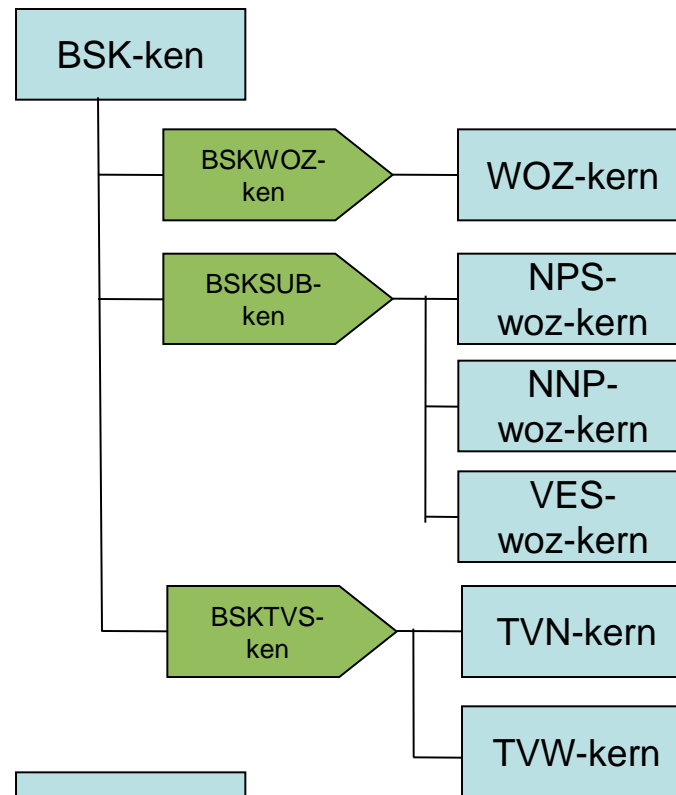 BSK-ken
BSKWOZ-
ken
WOZ-kern
BSKSUB-
ken
NPS-
woz-kern
NNP-
woz-kern
VES-
woz-kern
BSKTVS-
ken
TVN-kern
TVW-kern